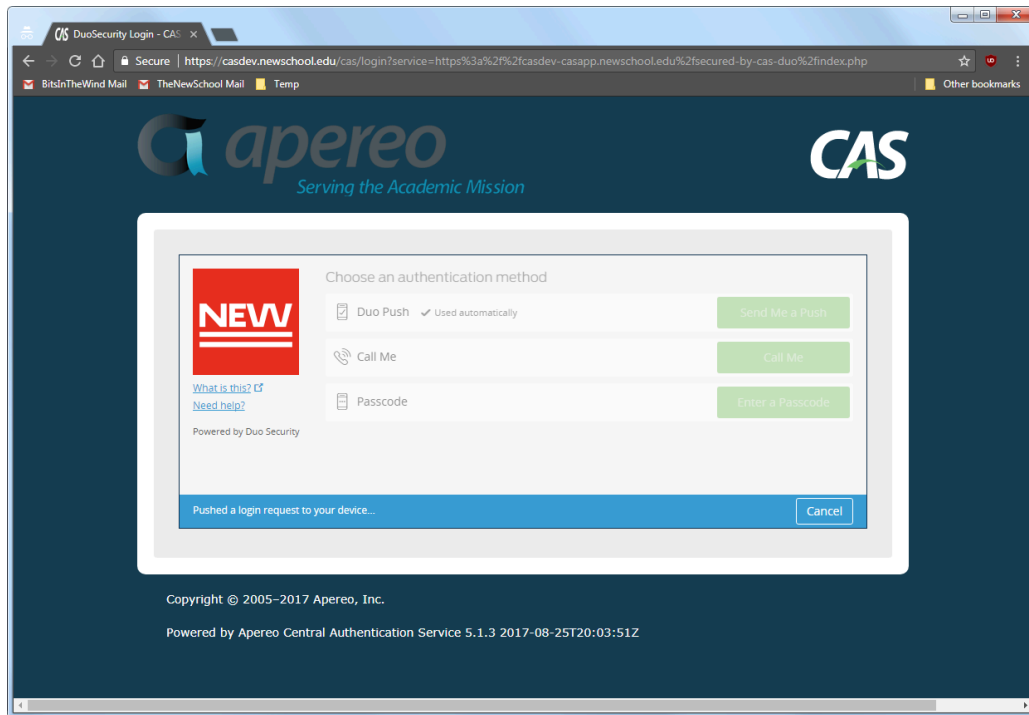 DuoSecurity Login - CAS
Secure | https://casdev.newschool.edu/cas/login?service=https%3a%2f%2fcasdev-casapp.newschool.edu%2fsecured-by-cas-duo%2findex.php
BitsInTheWind Mail TheNewSchool Mail Temp Other bookmarks
apereo
Serving the Academic Mission
CAS
NEW
What is this?
Need help?
Powered by Duo Security
Choose an authentication method
Duo Push Used automatically Send Me a Push
Call Me Call Me
Passcode Enter a Passcode
Pushed a login request to your device... Cancel
Copyright © 2005–2017 Apereo, Inc.
Powered by Apereo Central Authentication Service 5.1.3 2017-08-25T20:03:51Z